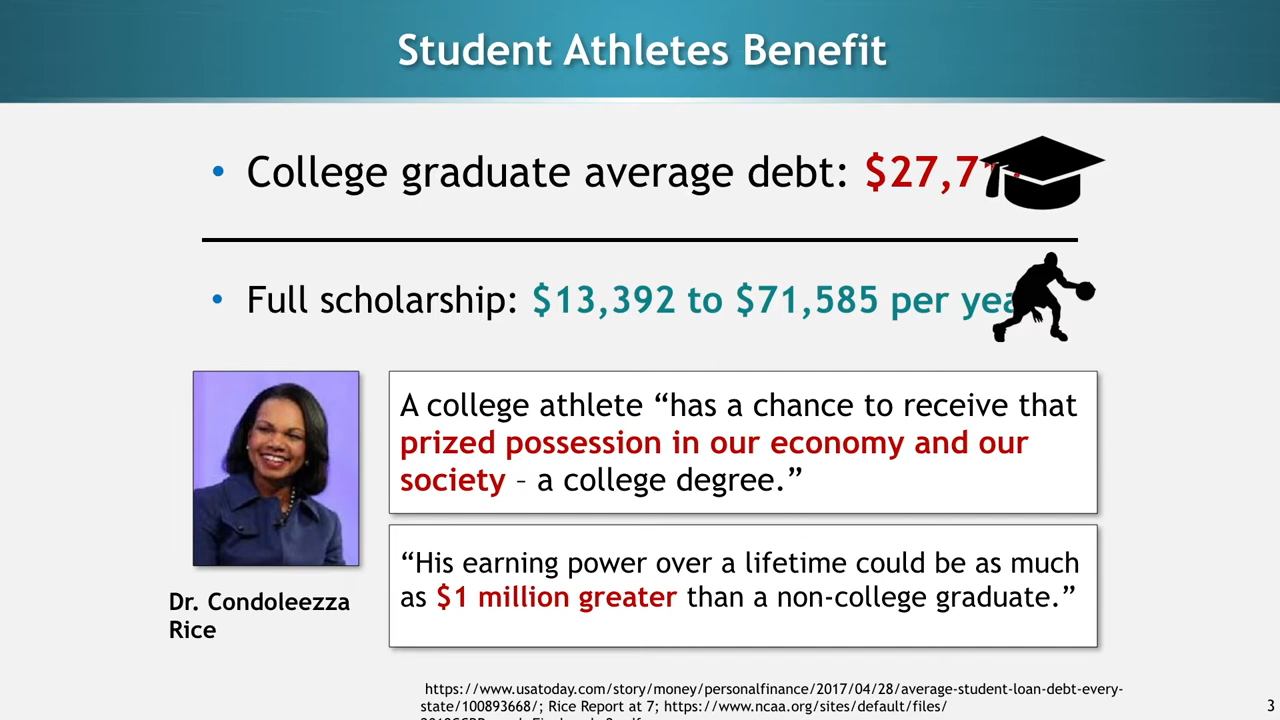 Student Athletes Benefit
• College graduate average debt: $27,7
• Full scholarship: $13,392 to $71,585 per yea
A college athlete “has a chance to receive that
prized possession in our economy and our
society – a college degree.”
“His earning power over a lifetime could be as much
as $1 million greater than a non-college graduate.”
Dr. Condoleezza
Rice
https://www.usatoday.com/story/money/personalfinance/2017/04/28/average-student-loan-debt-every-
state/100893668/; Rice Report at 7; https://www.ncaa.org/sites/default/files/
3